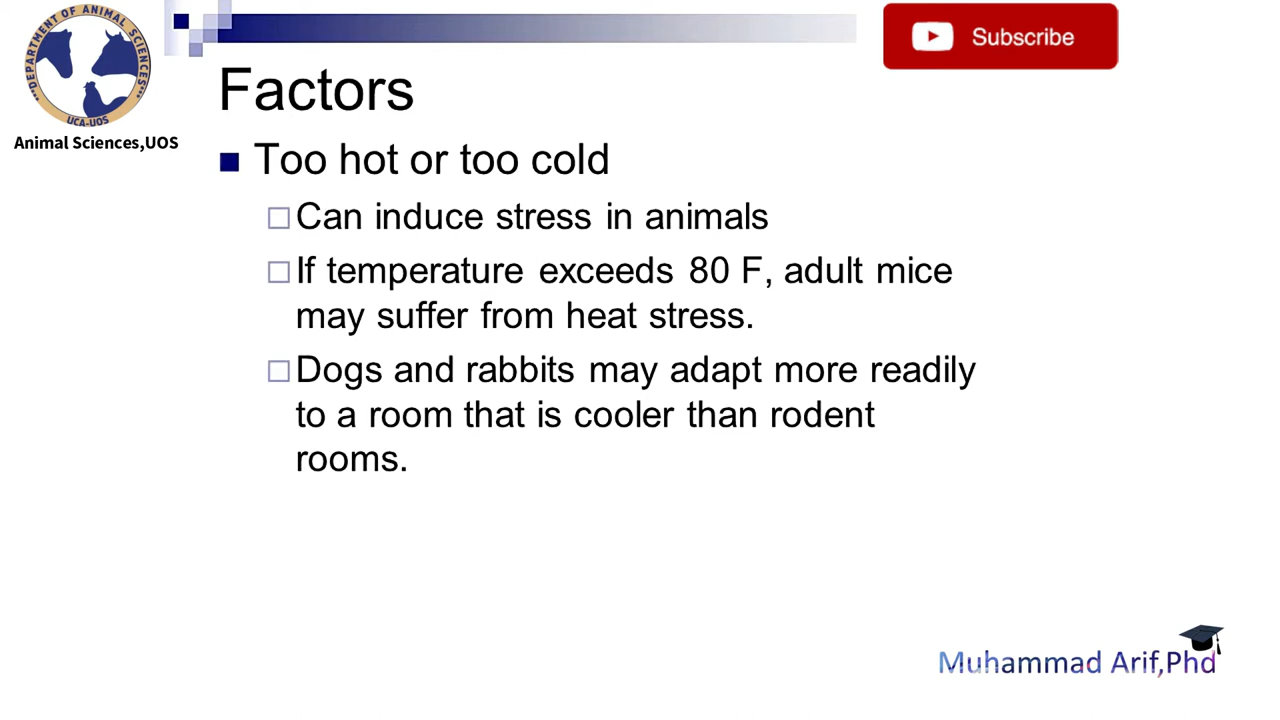 DEPARTMENT OF ANIMAL SCIENCES
UCA-UOS
Animal Sciences,UOS
Subscribe
Factors
Too hot or too cold
Can induce stress in animals
If temperature exceeds 80 F, adult mice
may suffer from heat stress.
Dogs and rabbits may adapt more readily
to a room that is cooler than rodent
rooms.
Muhammad Arif,Phd